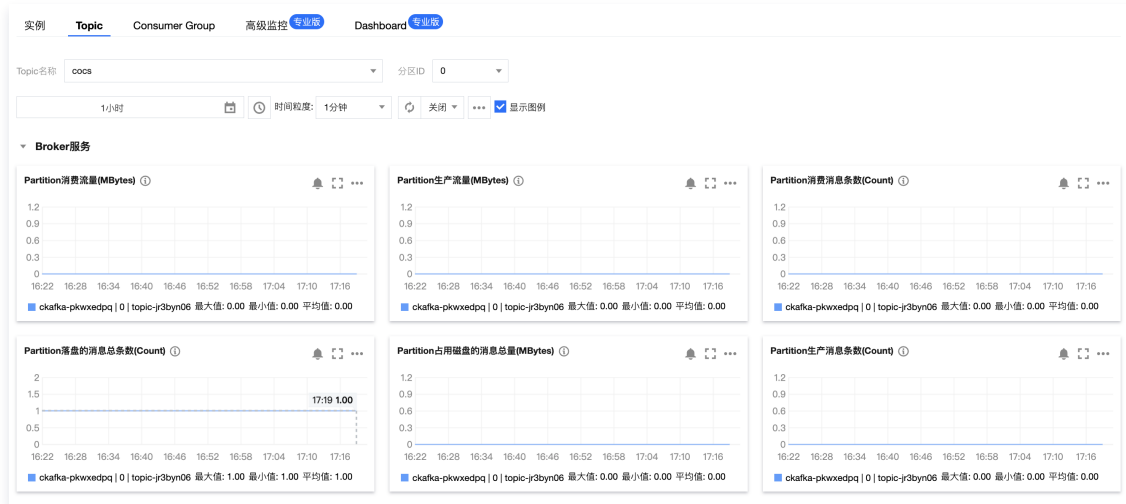 实例 Topic Consumer Group 高级监控 专业版 Dashboard 专业版
Topic名称 cocs 分区ID 0
1小时 时间粒度: 1分钟 关闭 显示图例
Broker服务
Partition消费流量(MBytes)
1.2
0.9
0.6
0.3
0
16:22 16:28 16:34 16:40 16:46 16:52 16:58 17:04 17:10 17:16
ckafka-pkwxedpq | 0 | topic-jr3byn06 最大值: 0.00 最小值: 0.00 平均值: 0.00
Partition生产流量(MBytes)
1.2
0.9
0.6
0.3
0
16:22 16:28 16:34 16:40 16:46 16:52 16:58 17:04 17:10 17:16
ckafka-pkwxedpq | 0 | topic-jr3byn06 最大值: 0.00 最小值: 0.00 平均值: 0.00
Partition消费消息条数(Count)
1.2
0.9
0.6
0.3
0
16:22 16:28 16:34 16:40 16:46 16:52 16:58 17:04 17:10 17:16
ckafka-pkwxedpq | 0 | topic-jr3byn06 最大值: 0.00 最小值: 0.00 平均值: 0.00
Partition落盘的消息总条数(Count)
2
1.5
1
0.5
0
17:19 1.00
16:22 16:28 16:34 16:40 16:46 16:52 16:58 17:04 17:10 17:16
ckafka-pkwxedpq | 0 | topic-jr3byn06 最大值: 1.00 最小值: 1.00 平均值: 1.00
Partition占用磁盘的消息总量(MBytes)
1.2
0.9
0.6
0.3
0
16:22 16:28 16:34 16:40 16:46 16:52 16:58 17:04 17:10 17:16
ckafka-pkwxedpq | 0 | topic-jr3byn06 最大值: 0.00 最小值: 0.00 平均值: 0.00
Partition生产消息条数(Count)
1.2
0.9
0.6
0.3
0
16:22 16:28 16:34 16:40 16:46 16:52 16:58 17:04 17:10 17:16
ckafka-pkwxedpq | 0 | topic-jr3byn06 最大值: 0.00 最小值: 0.00 平均值: 0.00